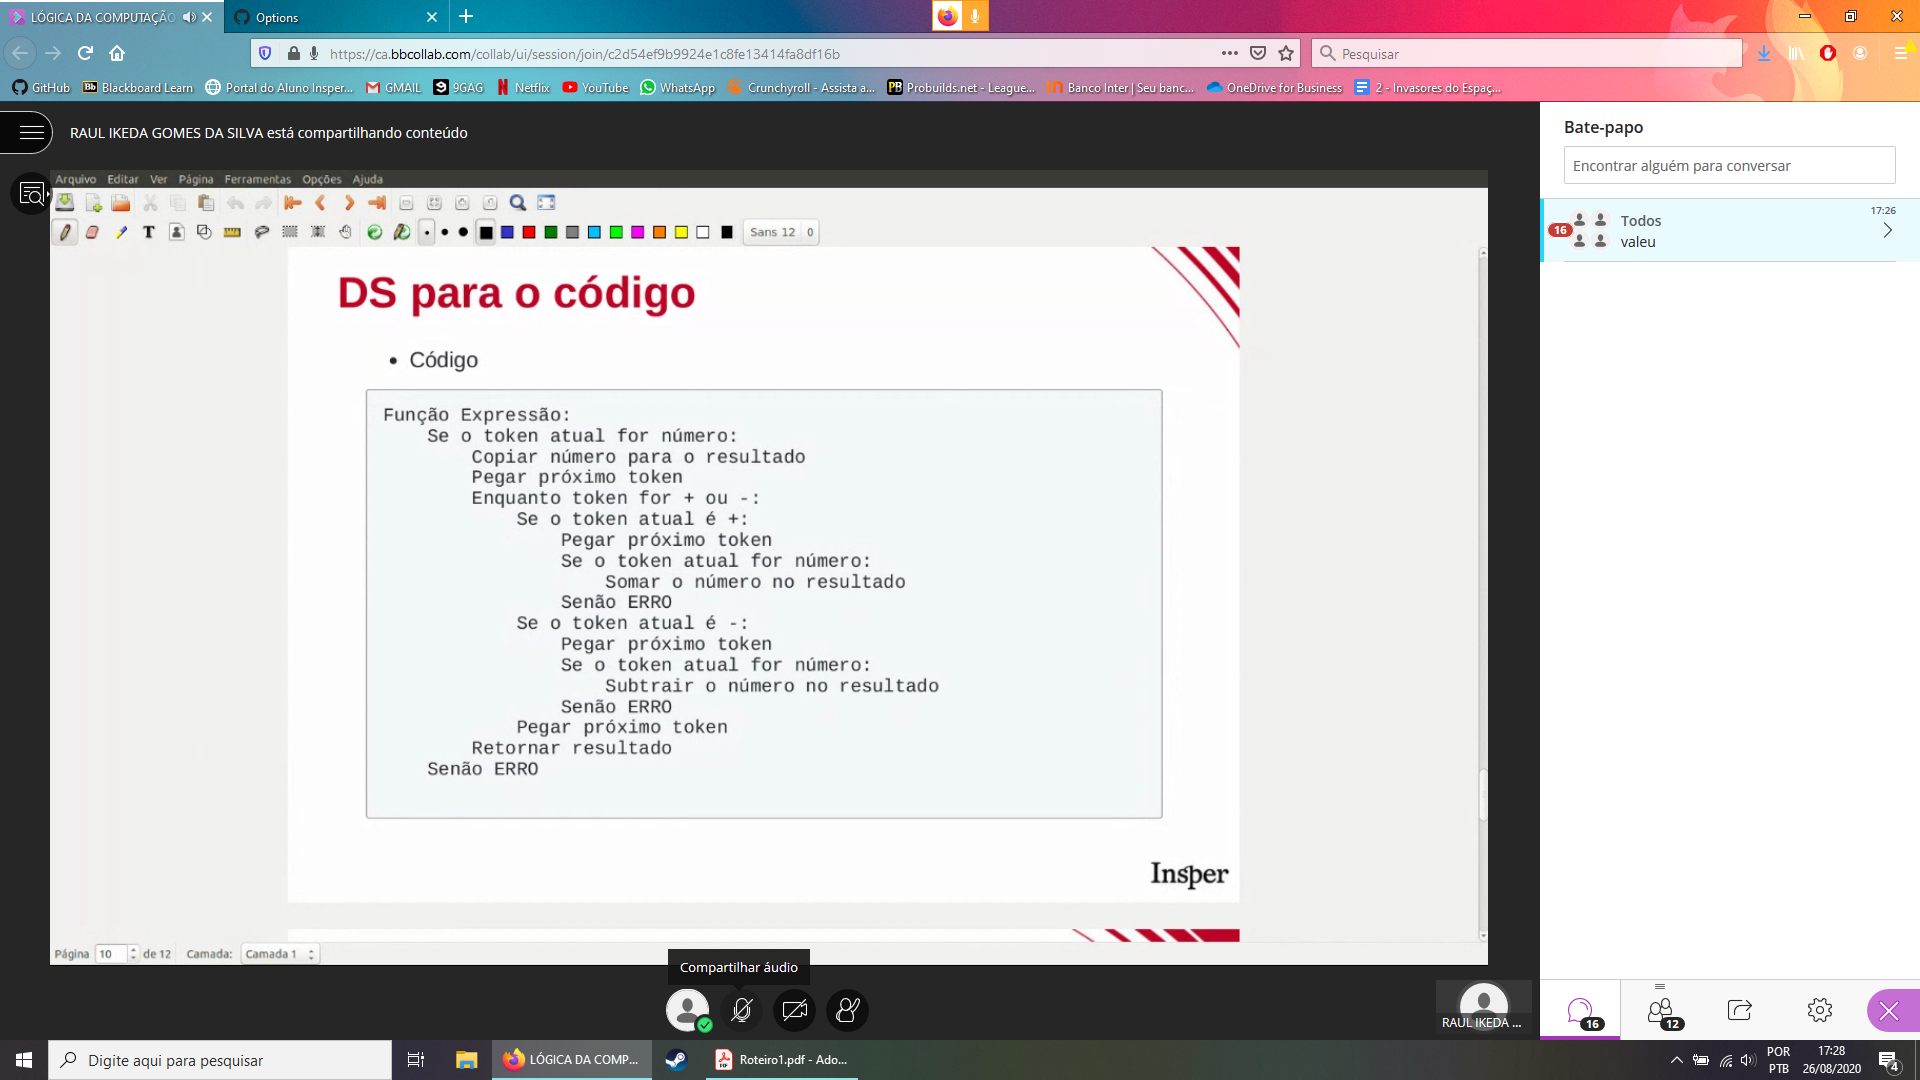 LÓGICA DA COMPUTAÇÃO
Options
https://ca.bbcollab.com/collab/ui/session/join/c2d54ef9b9924e1c8fe13414fa8df16b
Pesquisar
GitHub
Blackboard Learn
Portal do Aluno Insper...
GMAIL
9GAG
Netflix
YouTube
WhatsApp
Crunchyroll - Assista a...
Probuilds.net - League...
Banco Inter | Seu banc...
OneDrive for Business
2 - Invasores do Espaç...
RAUL IKEDA GOMES DA SILVA está compartilhando conteúdo
Arquivo Editar Ver Página Ferramentas Opções Ajuda
Sans 12 0
DS para o código
• Código
Função Expressão:
Se o token atual for número:
Copiar número para o resultado
Pegar próximo token
Enquanto token for + ou -:
Se o token atual é +:
Pegar próximo token
Se o token atual for número:
Somar o número no resultado
Senão ERRO
Se o token atual é -:
Pegar próximo token
Se o token atual for número:
Subtrair o número no resultado
Senão ERRO
Pegar próximo token
Retornar resultado
Senão ERRO
Insper
Página 10 de 12 Camada: Camada 1
Compartilhar áudio
RAUL IKEDA ...
Bate-papo
Encontrar alguém para conversar
17:26
16
Todos
valeu
16
12
Digite aqui para pesquisar
LÓGICA DA COMP...
Roteiro1.pdf - Ado...
POR
PTB
17:28
26/08/2020
4